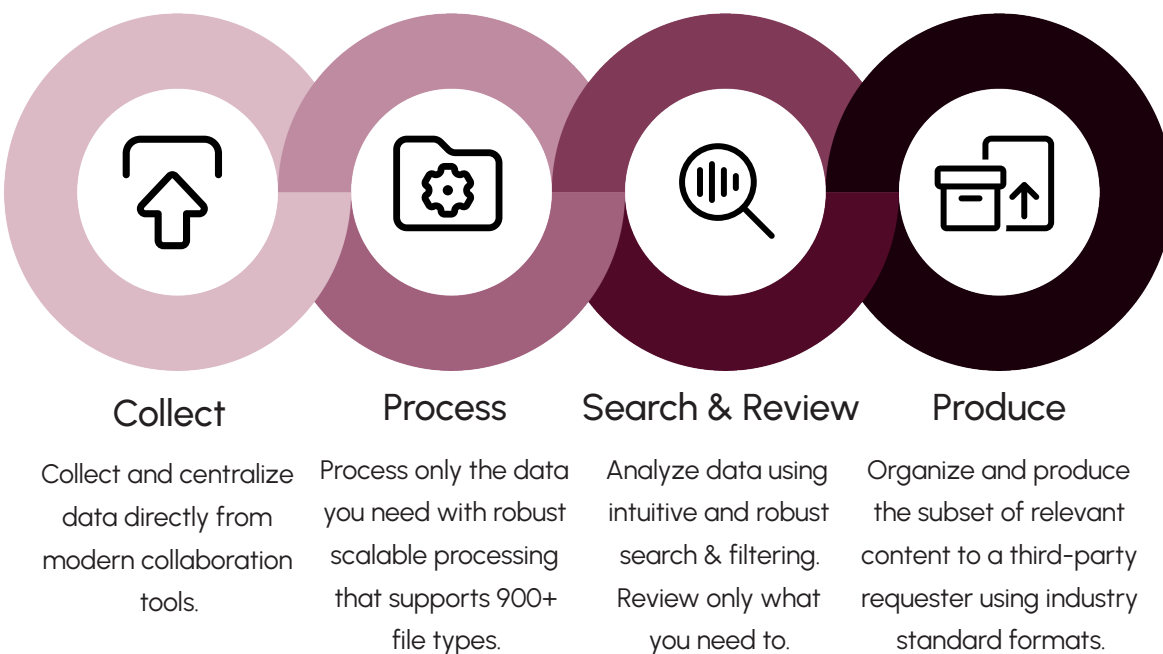 Collect
Collect and centralize
data directly from
modern collaboration
tools.
Process
Process only the data
you need with robust
scalable processing
that supports 900+
file types.
Search & Review
Analyze data using
intuitive and robust
search & filtering.
Review only what
you need to.
Produce
Organize and produce
the subset of relevant
content to a third-party
requester using industry
standard formats.